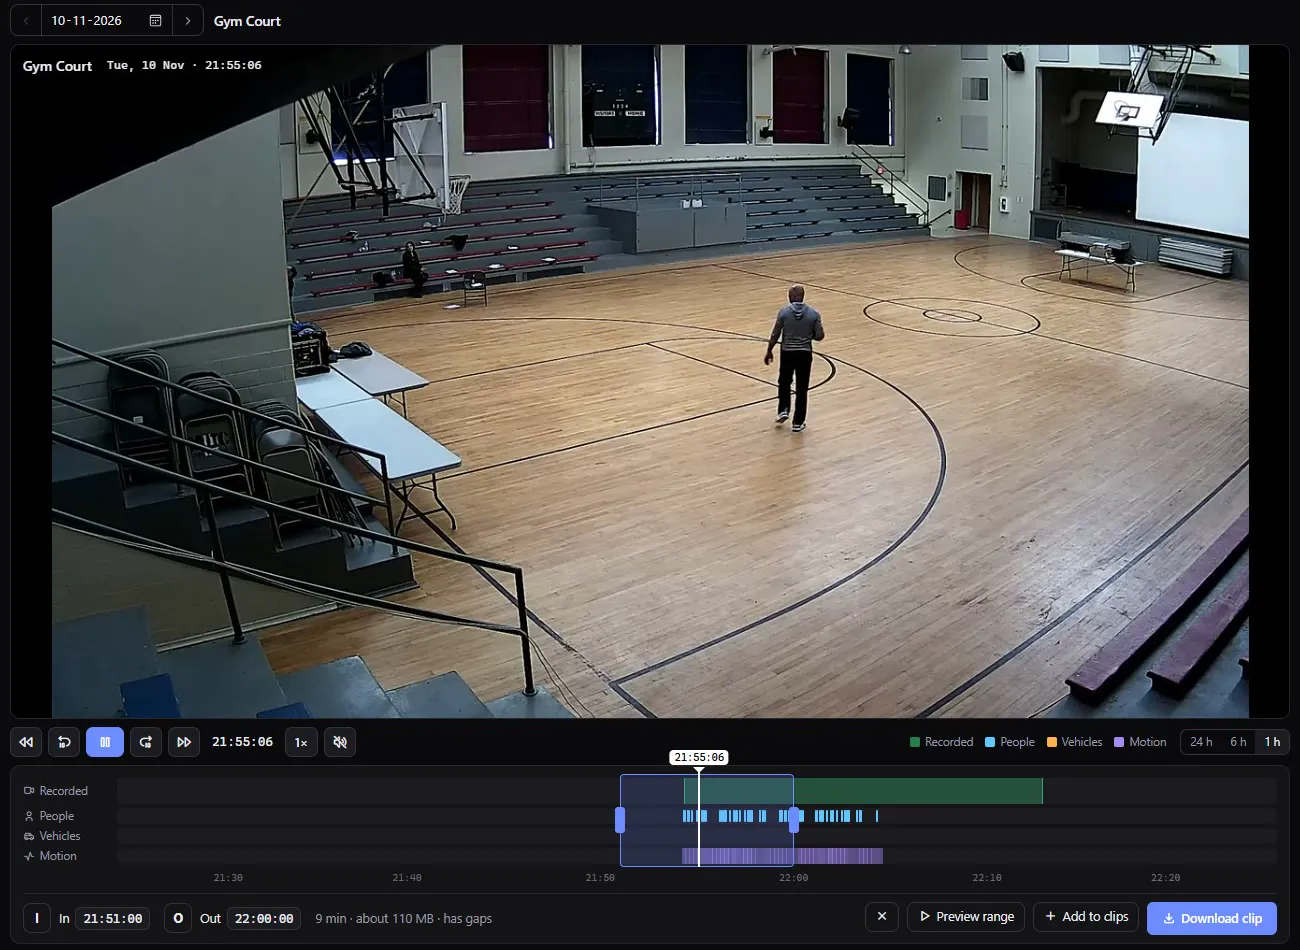 10-11-2026 Gym Court
Gym Court Tue, 10 Nov · 21:55:06
VISITORS HOME
21:55:06 1× Recorded People Vehicles Motion 24 h 6 h 1 h
21:55:06
Recorded
People
Vehicles
Motion
21:30 21:40 21:50 22:00 22:10 22:20
I In 21:51:00 O Out 22:00:00 9 min · about 110 MB · has gaps Preview range Add to clips Download clip